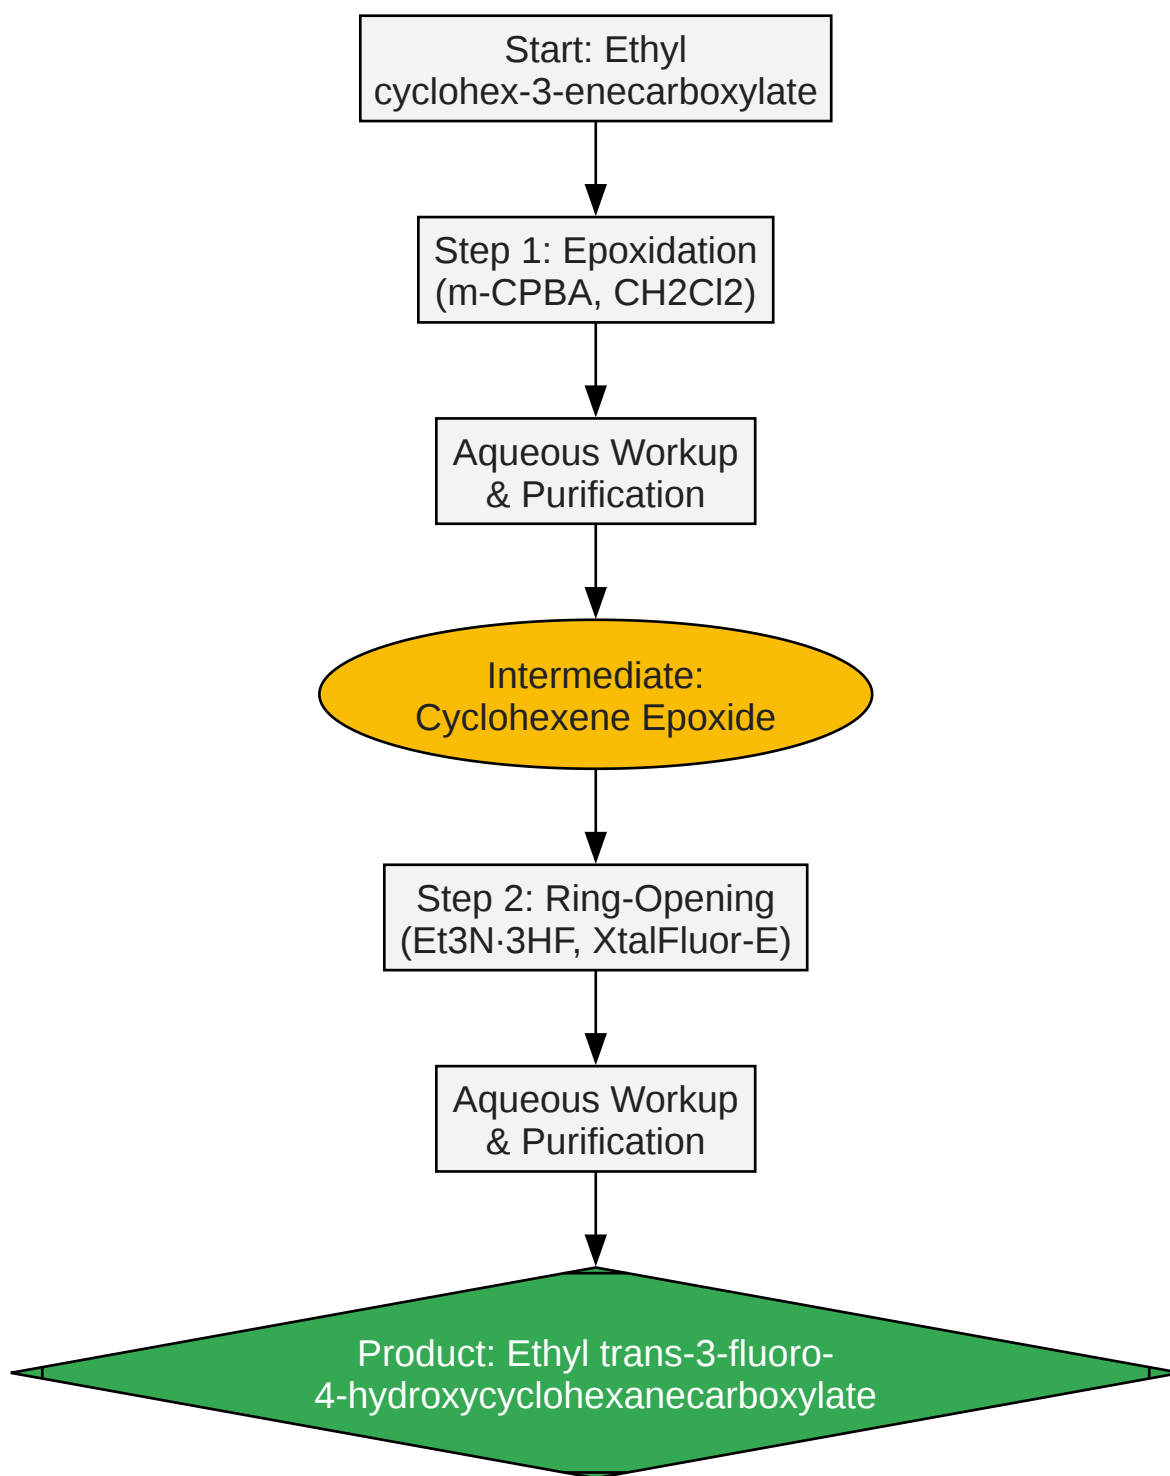 Start: Ethyl
cyclohex-3-enecarboxylate
Step 1: Epoxidation
(m-CPBA, CH2Cl2)
Aqueous Workup
& Purification
Intermediate:
Cyclohexene Epoxide
Step 2: Ring-Opening
(Et3N·3HF, XtalFluor-E)
Aqueous Workup
& Purification
Product: Ethyl trans-3-fluoro-
4-hydroxycyclohexanecarboxylate